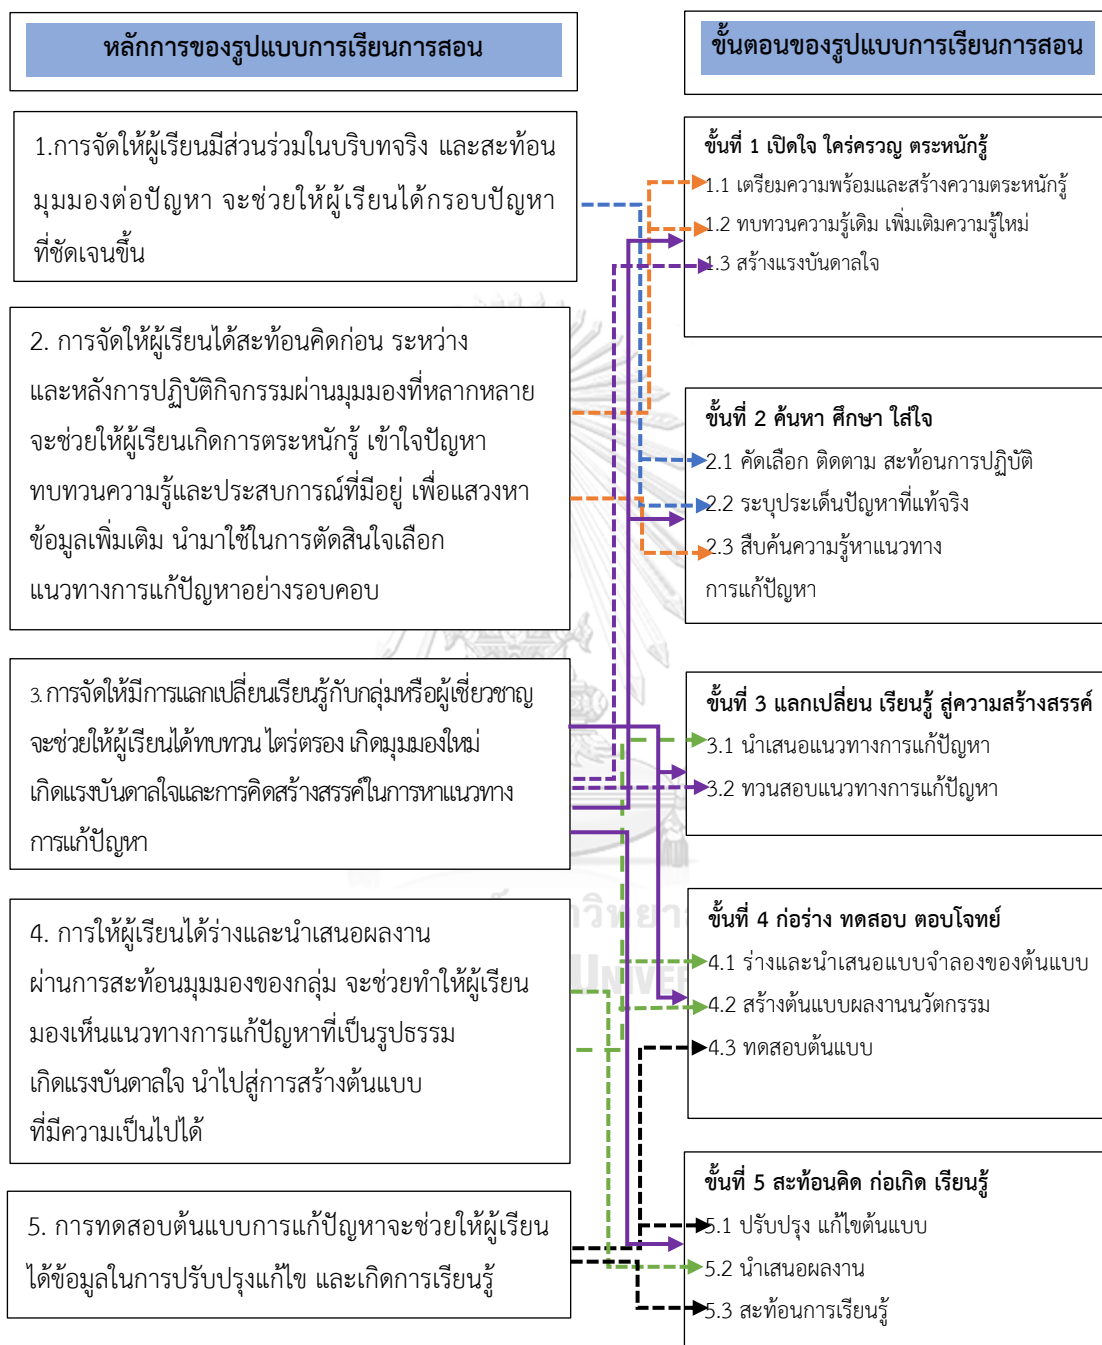 หลักการของรูปแบบการเรียนการสอน
1.การจัดให้ผู้เรียนมีส่วนร่วมในบริบทจริง และสะท้อน
มุมมองต่อปัญหา จะช่วยให้ผู้เรียนได้กรอบปัญหา
ที่ชัดเจนขึ้น
2. การจัดให้ผู้เรียนได้สะท้อนคิดก่อน ระหว่าง
และหลังการปฏิบัติกิจกรรมผ่านมุมมองที่หลากหลาย
จะช่วยให้ผู้เรียนเกิดการตระหนักรู้ เข้าใจปัญหา
ทบทวนความรู้และประสบการณ์ที่มีอยู่ เพื่อแสวงหา
ข้อมูลเพิ่มเติม นำมาใช้ในการตัดสินใจเลือก
แนวทางการแก้ปัญหาอย่างรอบคอบ
3. การจัดให้มีการแลกเปลี่ยนเรียนรู้กับกลุ่มหรือผู้เชี่ยวชาญ
จะช่วยให้ผู้เรียนได้ทบทวน ไตร่ตรอง เกิดมุมมองใหม่
เกิดแรงบันดาลใจและการคิดสร้างสรรค์ในการหาแนวทาง
การแก้ปัญหา
4. การให้ผู้เรียนได้ร่างและนำเสนอผลงาน
ผ่านการสะท้อนมุมมองของกลุ่ม จะช่วยทำให้ผู้เรียน
มองเห็นแนวทางการแก้ปัญหาที่เป็นรูปธรรม
เกิดแรงบันดาลใจ นำไปสู่การสร้างต้นแบบ
ที่มีความเป็นไปได้
5. การทดสอบต้นแบบการแก้ปัญหาจะช่วยให้ผู้เรียน
ได้ข้อมูลในการปรับปรุงแก้ไข และเกิดการเรียนรู้
ขั้นตอนของรูปแบบการเรียนการสอน
ขั้นที่ 1 เปิดใจ ใคร่ครวญ ตระหนักรู้
1.1 เตรียมความพร้อมและสร้างความตระหนักรู้
1.2 ทบทวนความรู้เดิม เพิ่มเติมความรู้ใหม่
1.3 สร้างแรงบันดาลใจ
ขั้นที่ 2 ค้นหา ศึกษา ใส่ใจ
2.1 คัดเลือก ติดตาม สะท้อนการปฏิบัติ
2.2 ระบุประเด็นปัญหาที่แท้จริง
2.3 สืบค้นความรู้หาแนวทาง
การแก้ปัญหา
ขั้นที่ 3 แลกเปลี่ยน เรียนรู้ สู่ความสร้างสรรค์
3.1 นำเสนอแนวทางการแก้ปัญหา
3.2 ทวนสอบแนวทางการแก้ปัญหา
ขั้นที่ 4 ก่อร่าง ทดสอบ ตอบโจทย์
4.1 ร่างและนำเสนอแบบจำลองของต้นแบบ
4.2 สร้างต้นแบบผลงานนวัตกรรม
4.3 ทดสอบต้นแบบ
ขั้นที่ 5 สะท้อนคิด ก่อเกิด เรียนรู้
5.1 ปรับปรุง แก้ไขต้นแบบ
5.2 นำเสนอผลงาน
5.3 สะท้อนการเรียนรู้